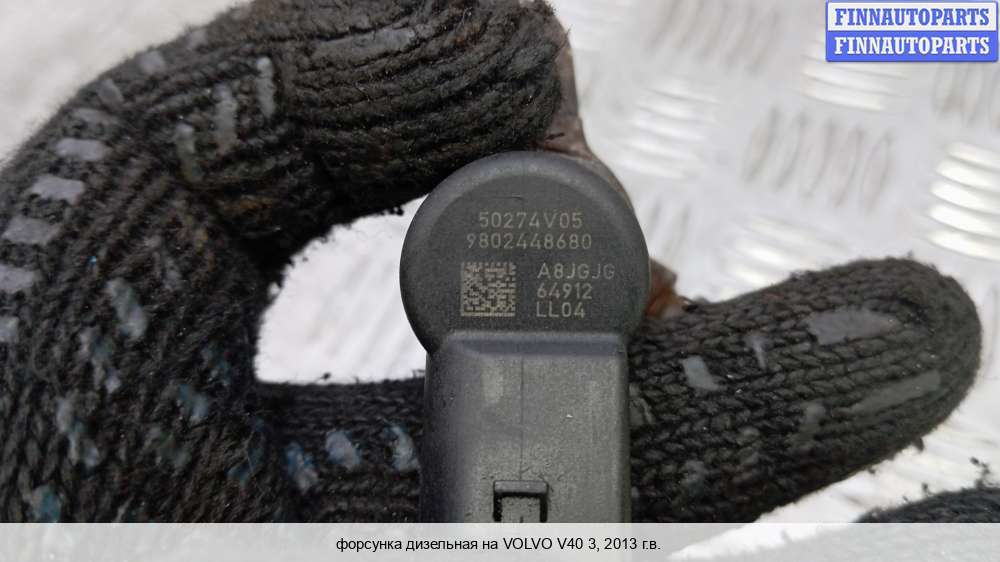 FINNAUTOPARTS
FINNAUTOPARTS
50274V05
9802448680
A8JGJG
64912
LL04
форсунка дизельная на VOLVO V40 3, 2013 г.в.